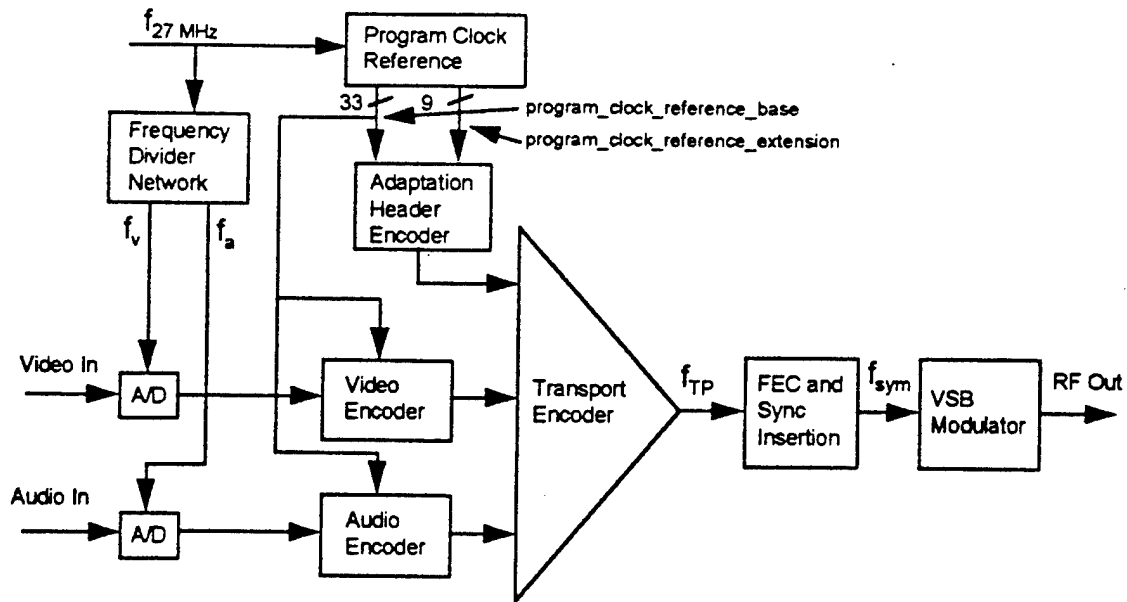 f27 MHz
Program Clock
Reference
33
9
program_clock_reference_base
program_clock_reference_extension
Frequency
Divider
Network
Adaptation
Header
Encoder
fv
fa
Video In
A/D
Video
Encoder
Transport
Encoder
fTP
FEC and
Sync
Insertion
fsym
VSB
Modulator
RF Out
Audio In
A/D
Audio
Encoder